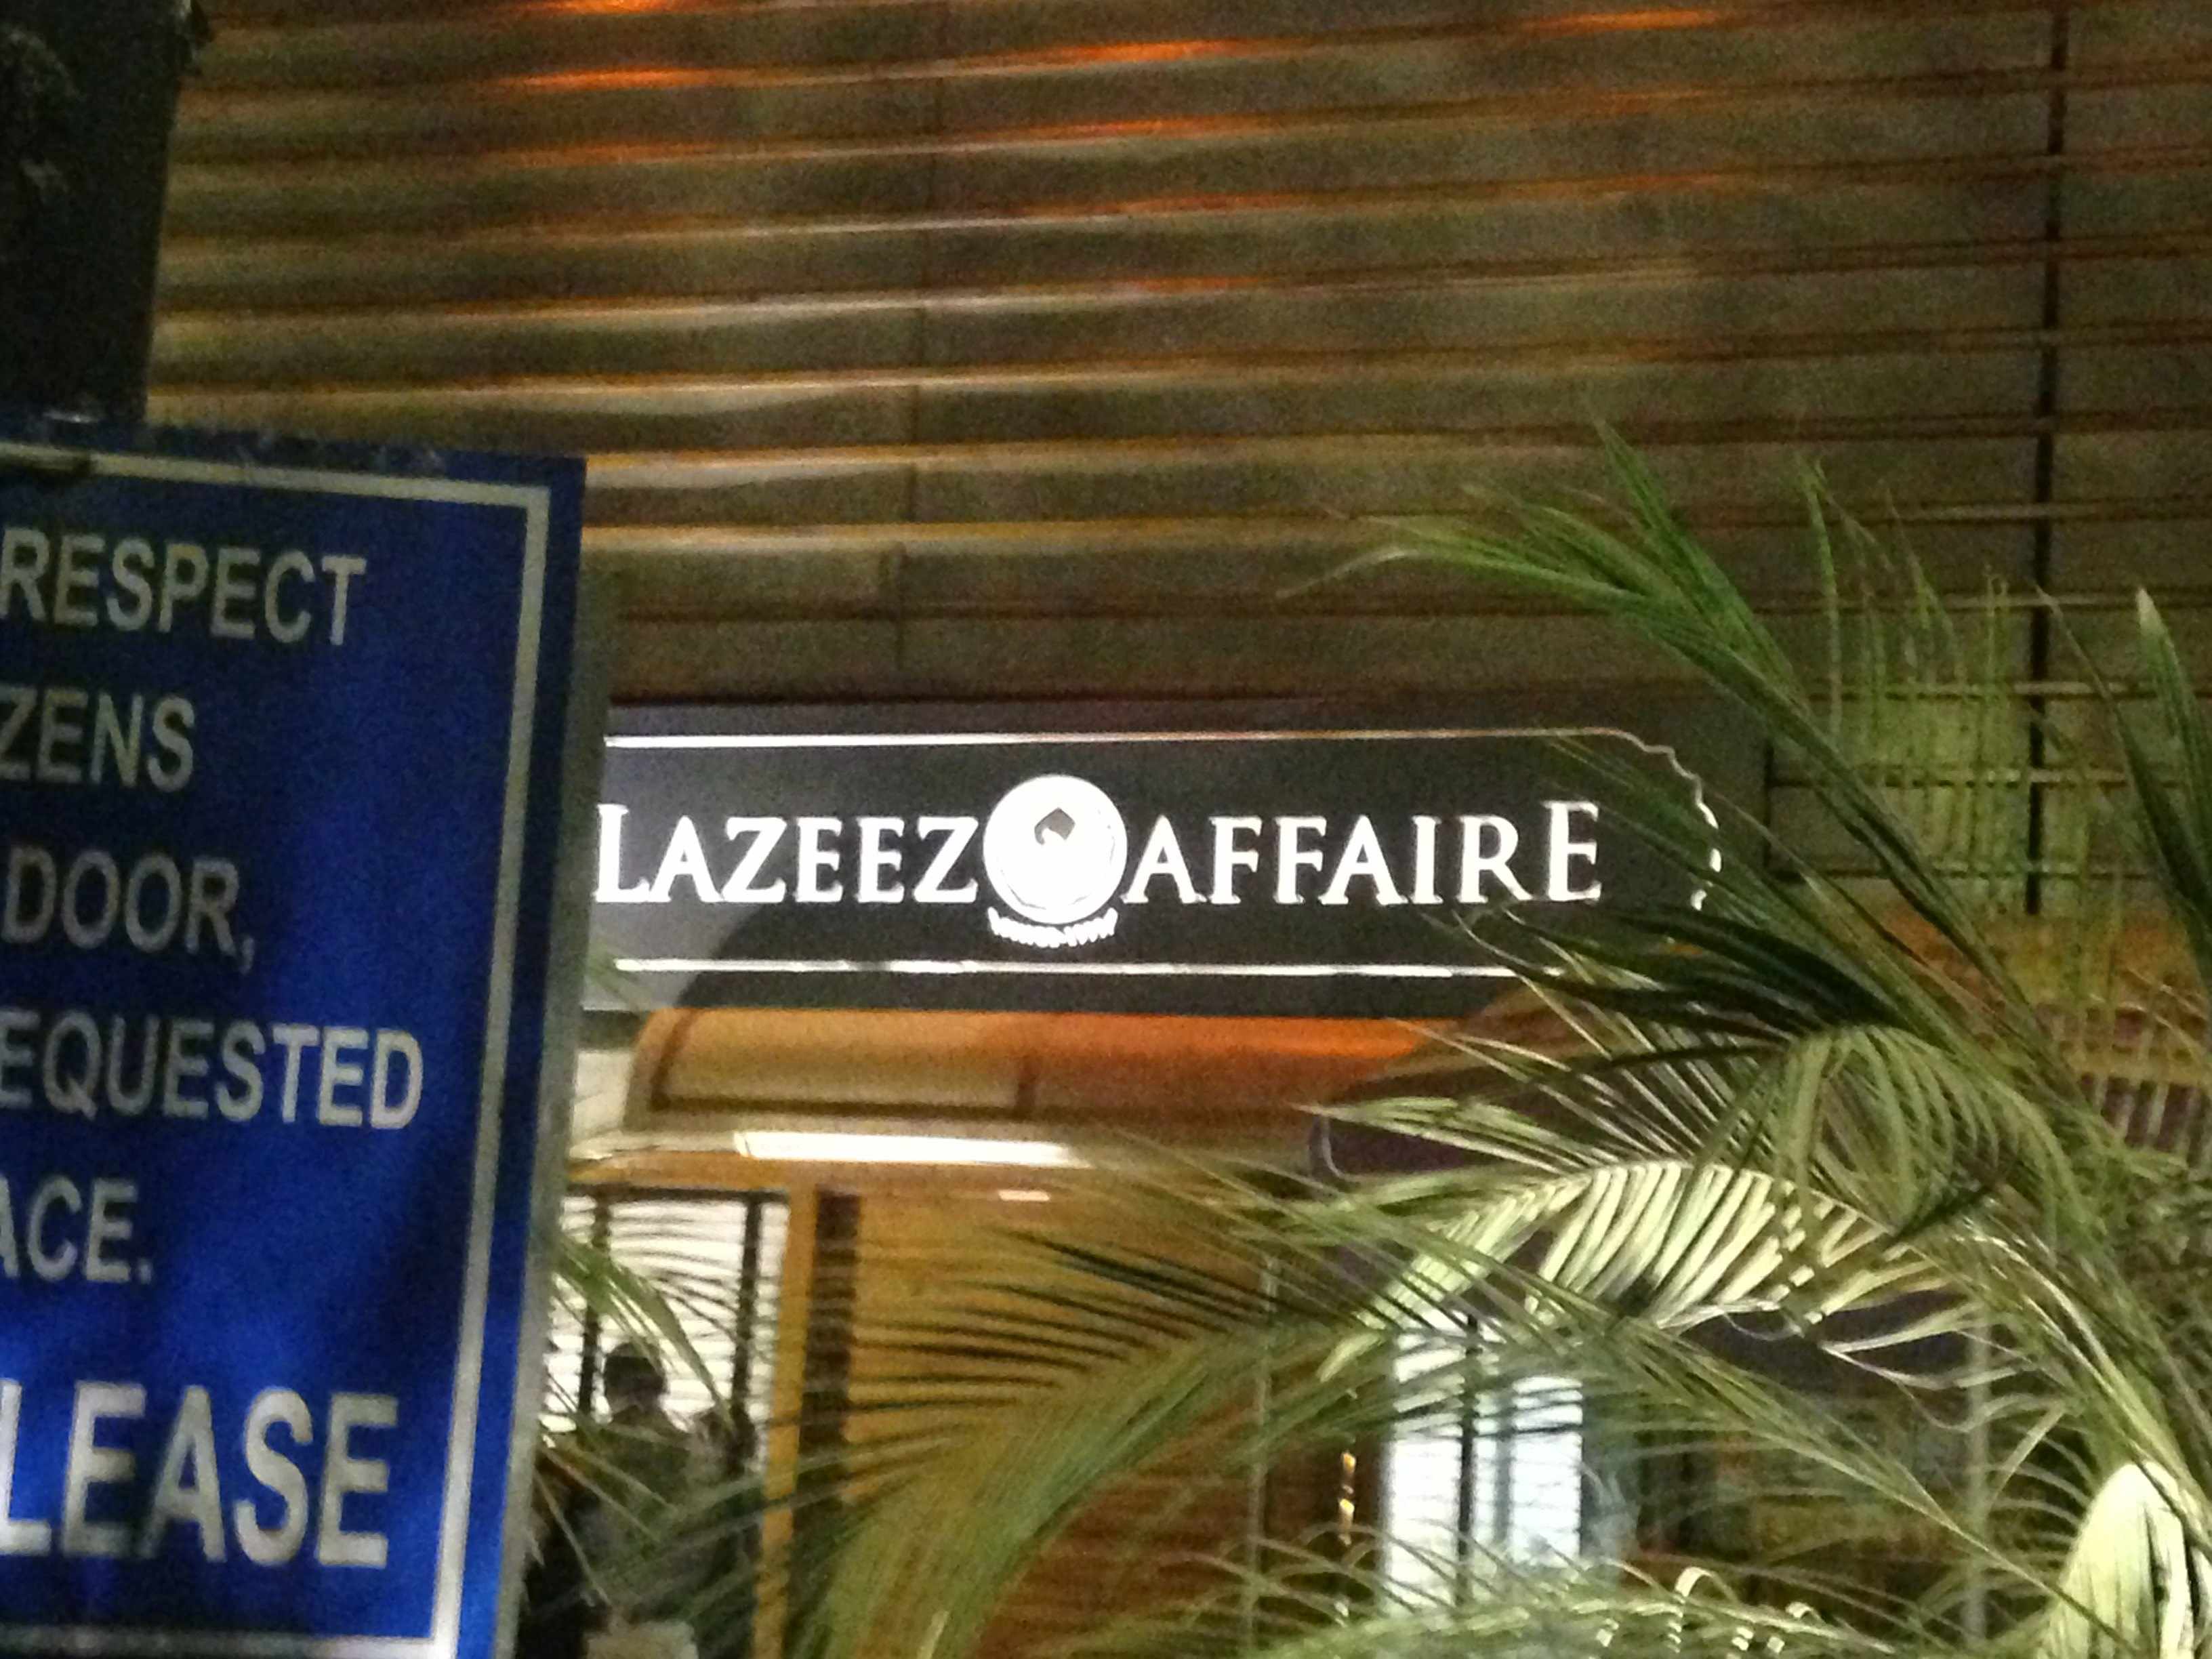 RESPECT
ZENS
DOOR,
EQUESTED
ACE.
LEASE
LAZEEZ AFFAIRE